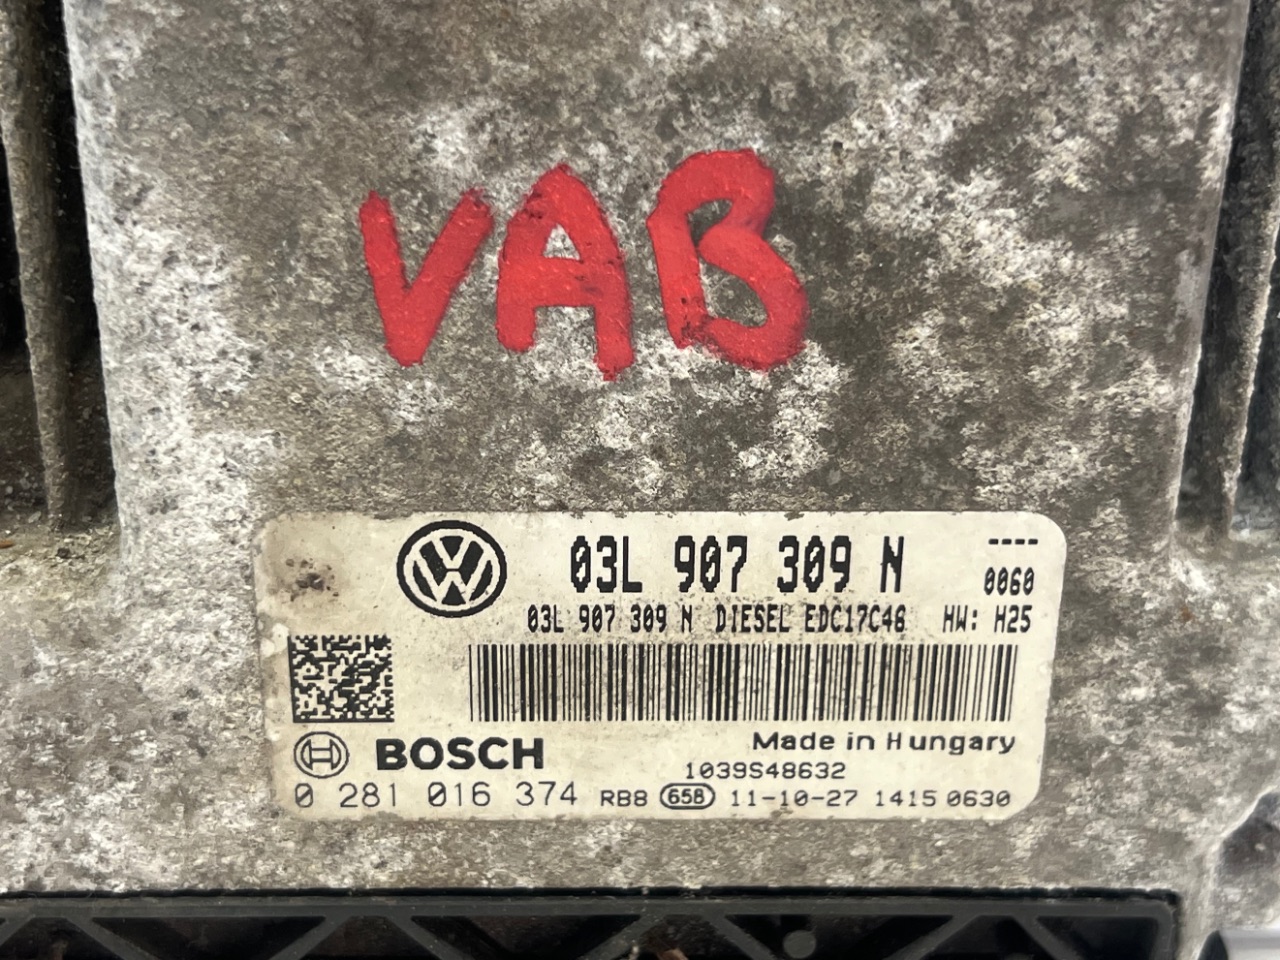 VAB
03L 907 309 N ----
0060
03L 907 309 N DIESEL EDC17C46 HW: H25
BOSCH Made in Hungary
1039S48632
0 281 016 374 RB8 658 11-10-27 1415 0630